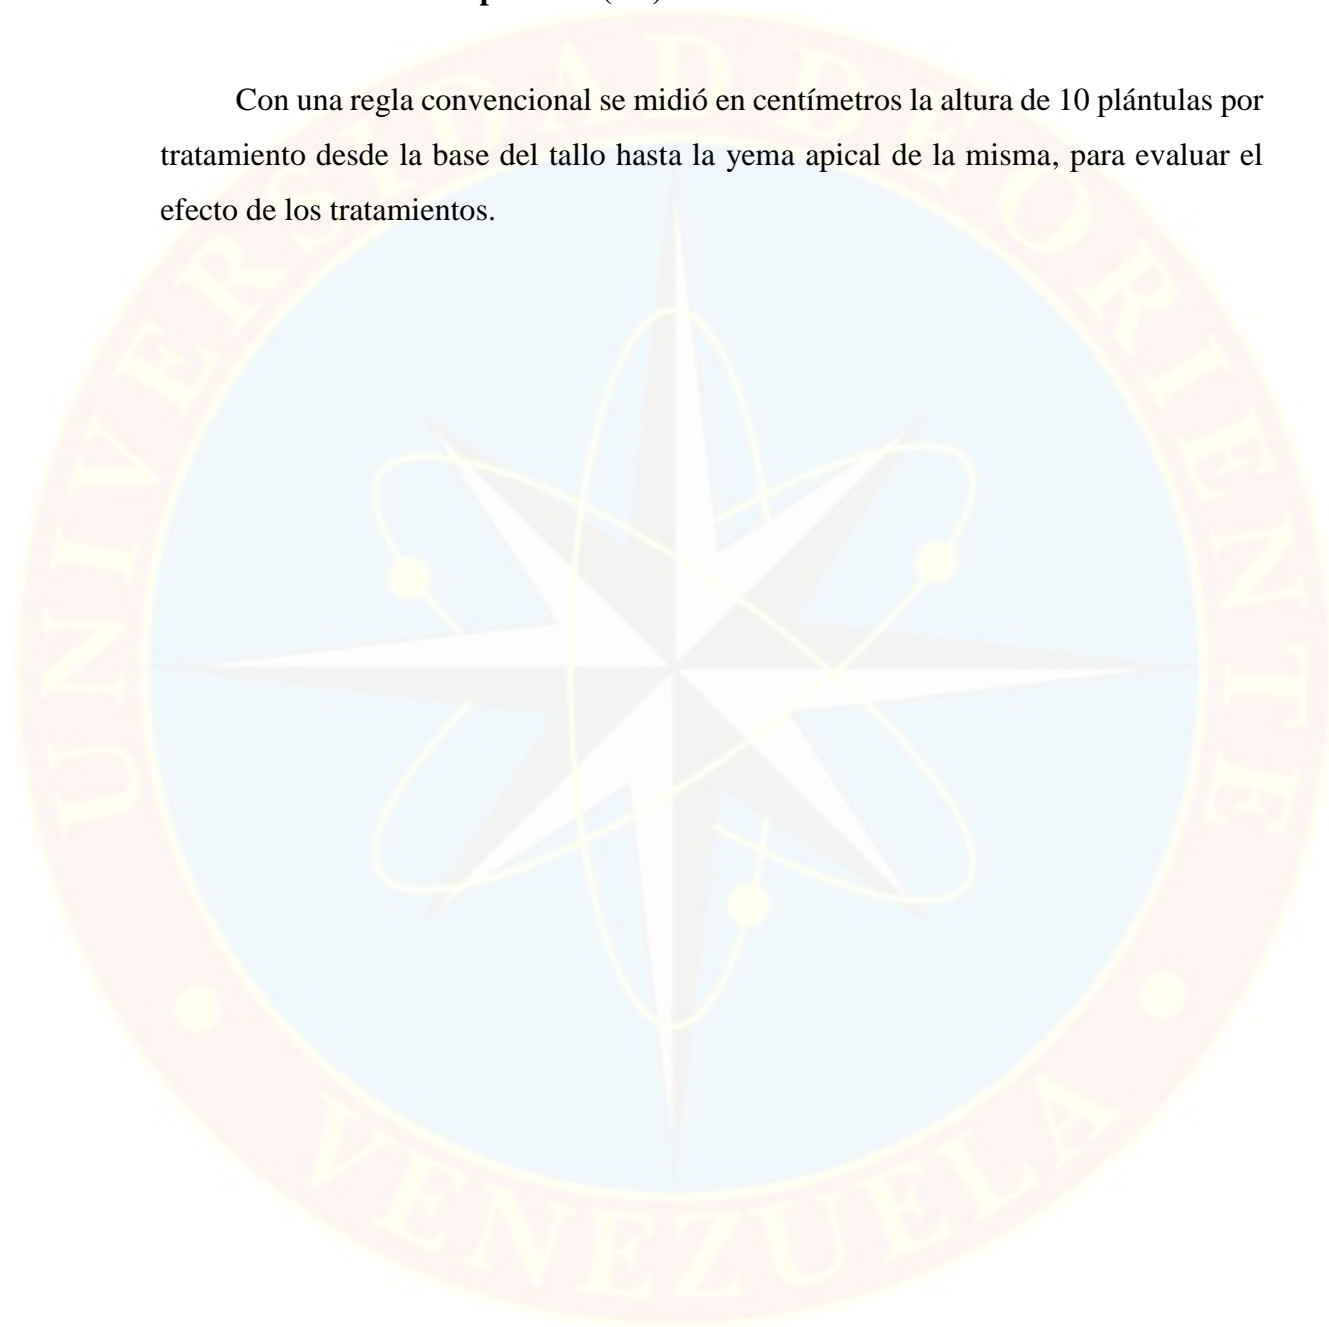 Con una regla convencional se midió en centímetros la altura de 10 plántulas por
tratamiento desde la base del tallo hasta la yema apical de la misma, para evaluar el
efecto de los tratamientos.
UNIVERSIDAD DE ORIENTE
VENEZUELA